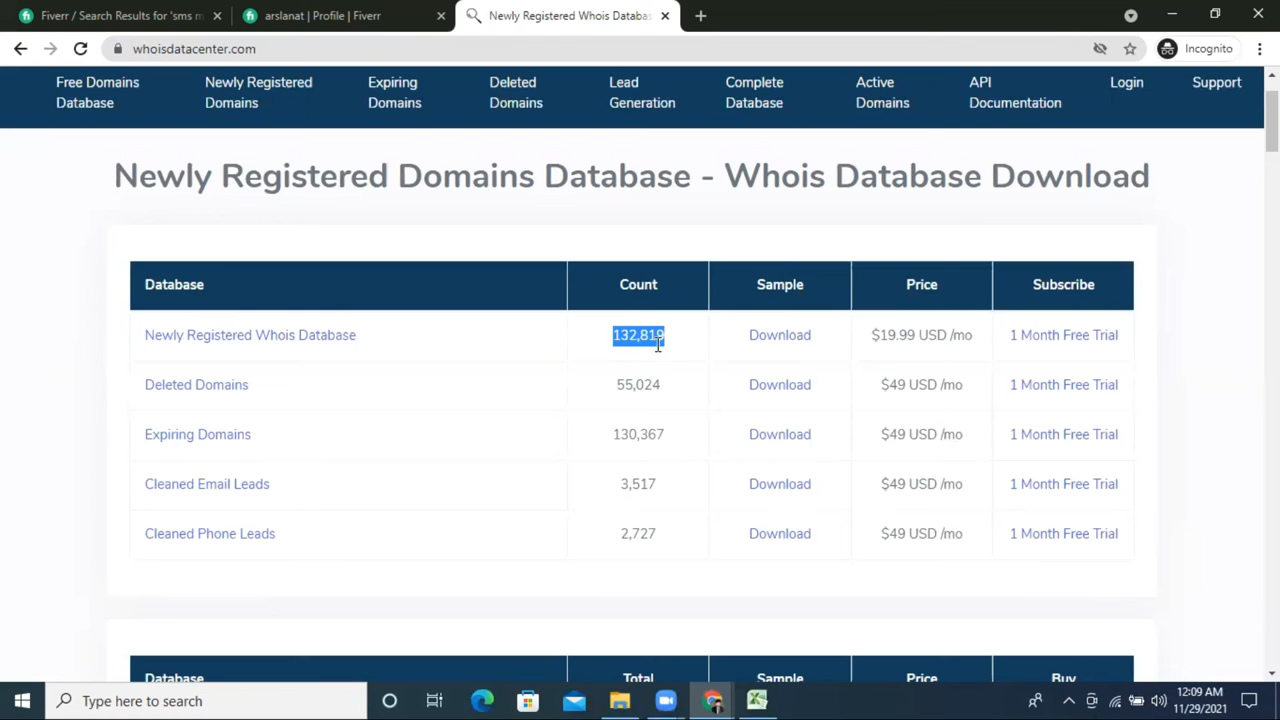 Fiverr / Search Results for 'sms m
arslanat | Profile | Fiverr
Newly Registered Whois Databa
whoisdatacenter.com
Incognito
Free Domains Database
Newly Registered Domains
Expiring Domains
Deleted Domains
Lead Generation
Complete Database
Active Domains
API Documentation
Login
Support
Newly Registered Domains Database - Whois Database Download
Database Count Sample Price Subscribe
Newly Registered Whois Database 132,819 Download $19.99 USD /mo 1 Month Free Trial
Deleted Domains 55,024 Download $49 USD /mo 1 Month Free Trial
Expiring Domains 130,367 Download $49 USD /mo 1 Month Free Trial
Cleaned Email Leads 3,517 Download $49 USD /mo 1 Month Free Trial
Cleaned Phone Leads 2,727 Download $49 USD /mo 1 Month Free Trial
Database Total Sample Price Buy
Type here to search
12:09 AM
11/29/2021